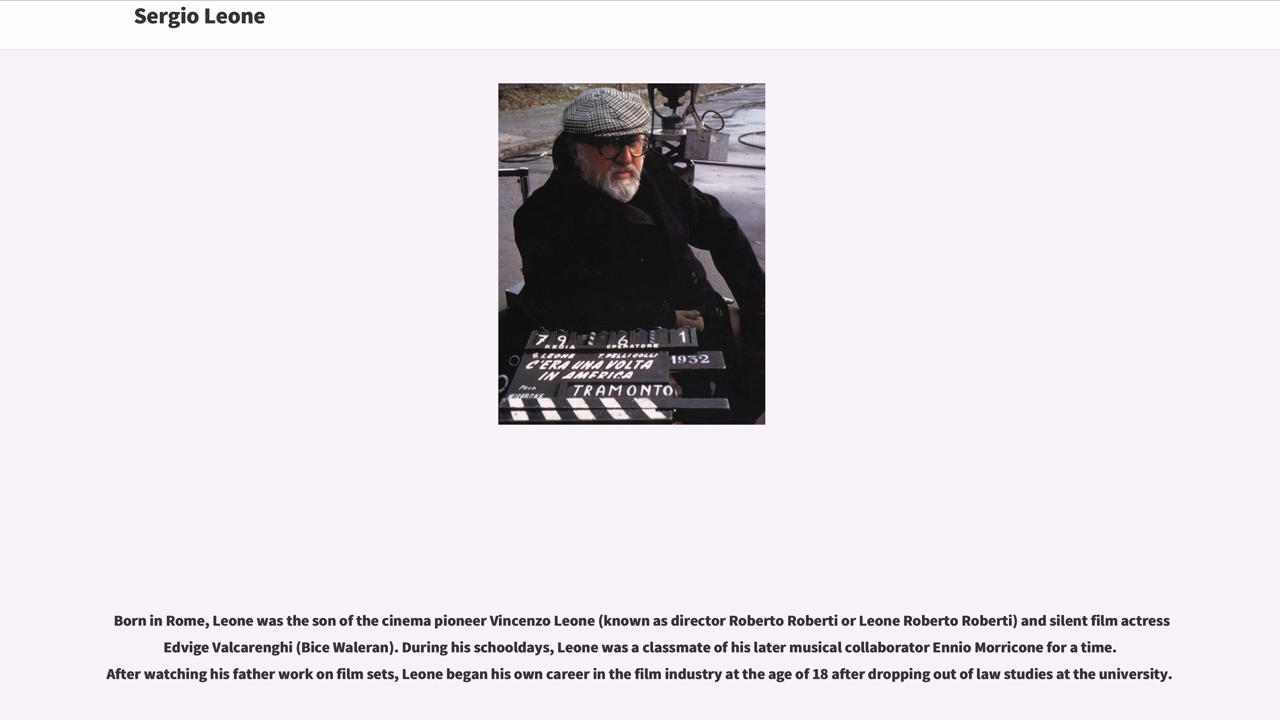 Sergio Leone
7 9 6 1
REGIA OPERATORE
S. LEONE T. PELLI COLLI 1932
C'ERA UNA VOLTA
IN AMERICA
TRAMONTO
Born in Rome, Leone was the son of the cinema pioneer Vincenzo Leone (known as director Roberto Roberti or Leone Roberto Roberti) and silent film actress
Edvige Valcarenghi (Bice Waleran). During his schooldays, Leone was a classmate of his later musical collaborator Ennio Morricone for a time.
After watching his father work on film sets, Leone began his own career in the film industry at the age of 18 after dropping out of law studies at the university.